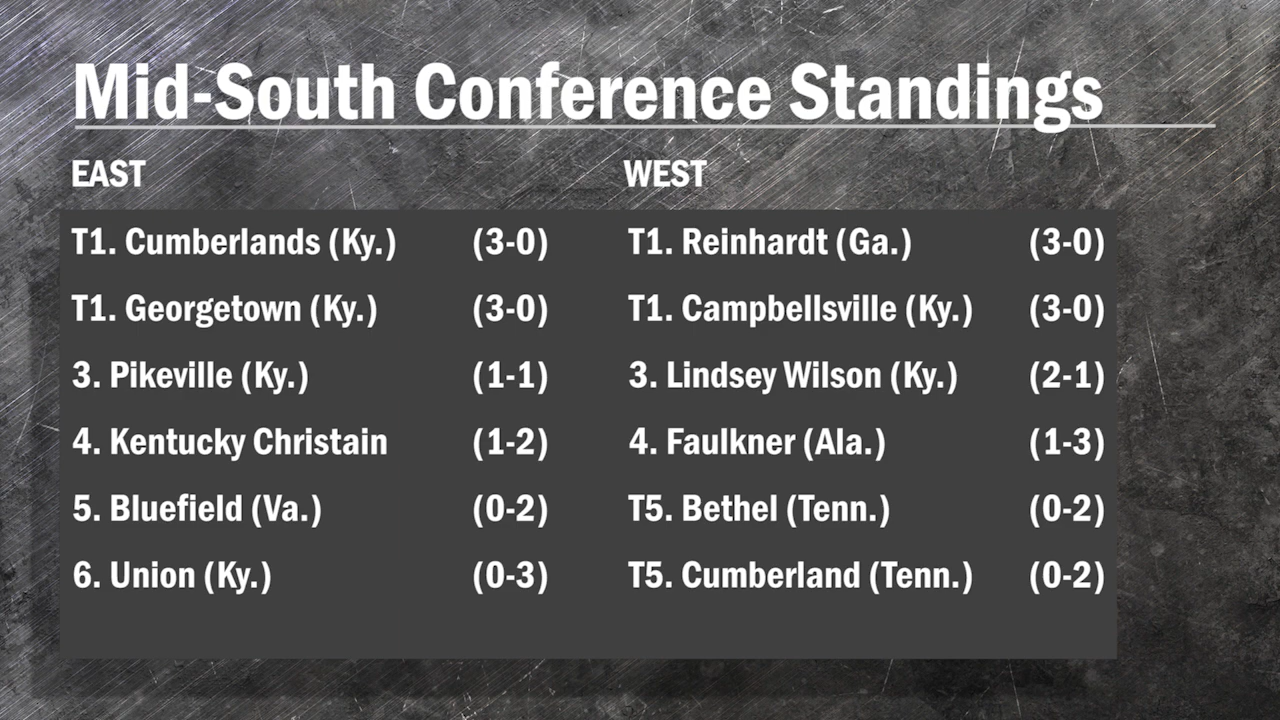 Mid-South Conference Standings
EAST
T1. Cumberlands (Ky.) (3-0)
T1. Georgetown (Ky.) (3-0)
3. Pikeville (Ky.) (1-1)
4. Kentucky Christain (1-2)
5. Bluefield (Va.) (0-2)
6. Union (Ky.) (0-3)
WEST
T1. Reinhardt (Ga.) (3-0)
T1. Campbellsville (Ky.) (3-0)
3. Lindsey Wilson (Ky.) (2-1)
4. Faulkner (Ala.) (1-3)
T5. Bethel (Tenn.) (0-2)
T5. Cumberland (Tenn.) (0-2)